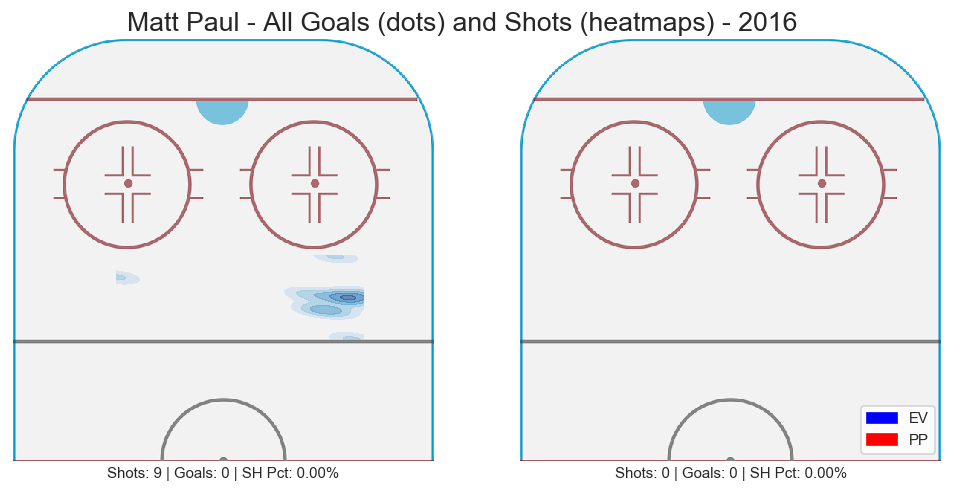 Matt Paul - All Goals (dots) and Shots (heatmaps) - 2016
EV
PP
Shots: 9 | Goals: 0 | SH Pct: 0.00%
Shots: 0 | Goals: 0 | SH Pct: 0.00%